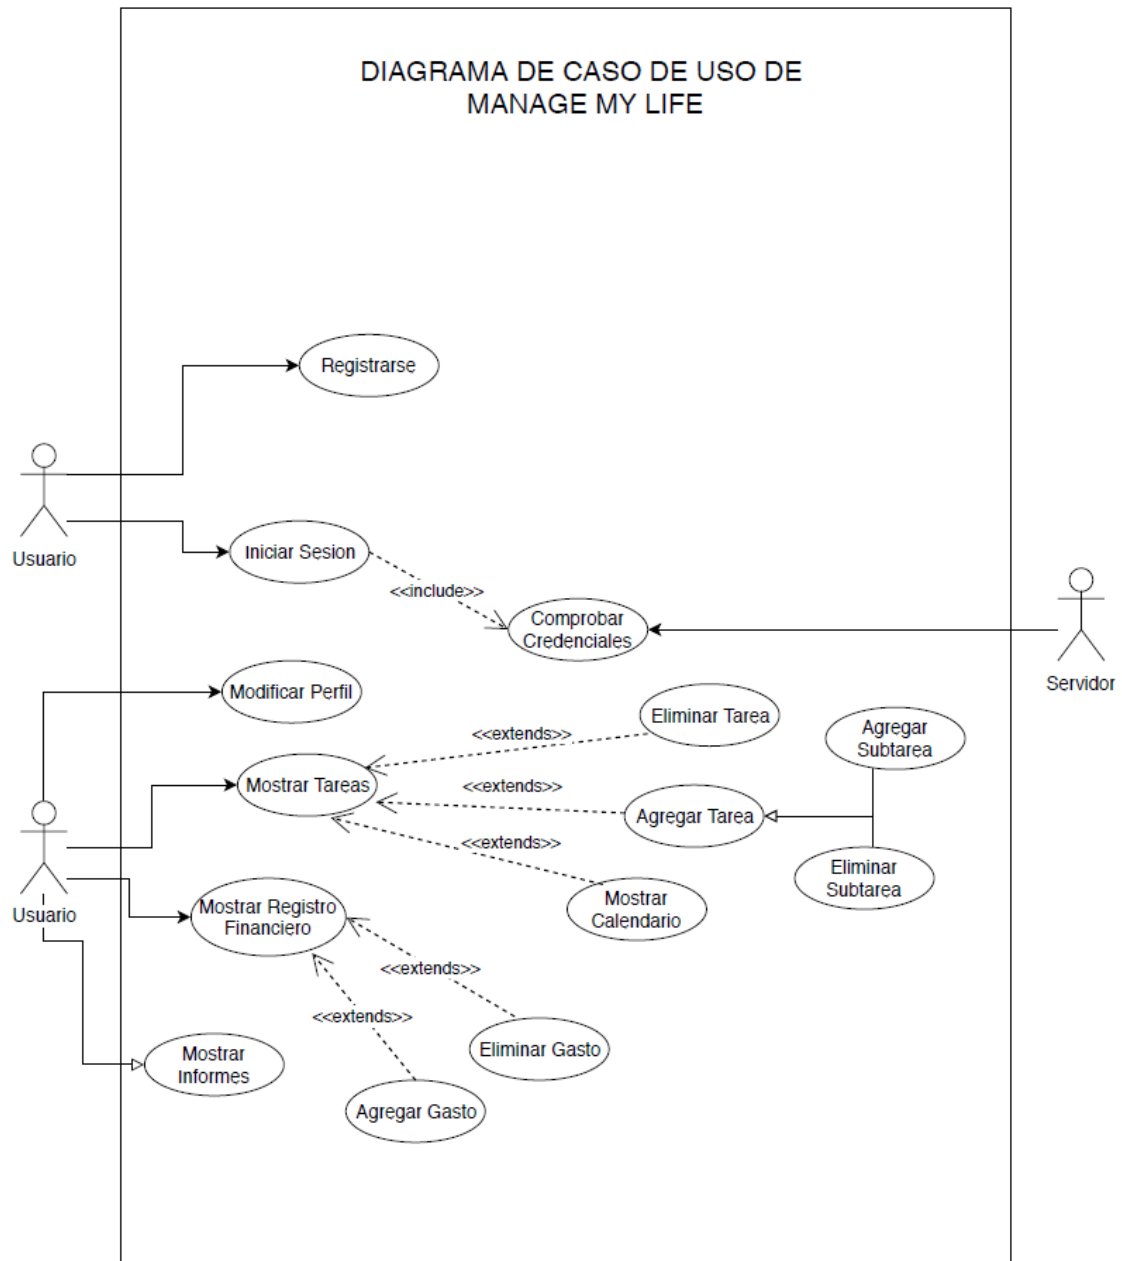 DIAGRAMA DE CASO DE USO DE
MANAGE MY LIFE
Registrarse
Usuario
Iniciar Sesion
<<include>>
Comprobar
Credenciales
Servidor
Modificar Perfil
Eliminar Tarea
Agregar
Subtarea
<<extends>>
Mostrar Tareas
<<extends>>
Agregar Tarea
<<extends>>
Eliminar
Subtarea
Mostrar
Calendario
Usuario
Mostrar Registro
Financiero
<<extends>>
<<extends>>
Eliminar Gasto
Mostrar
Informes
Agregar Gasto